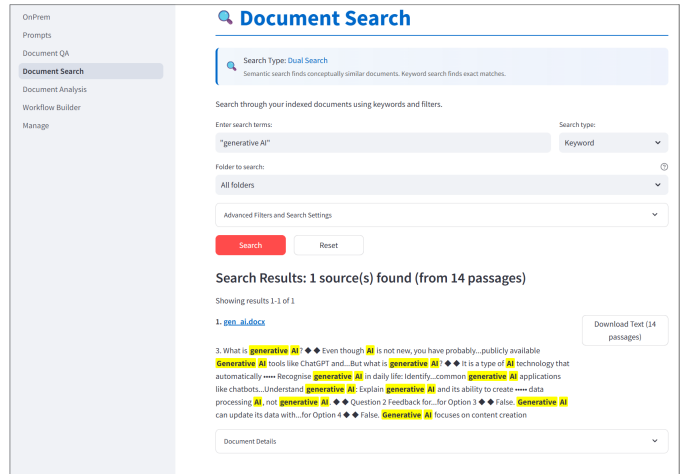 OnPrem
Prompts
Document QA
Document Search
Document Analysis
Workflow Builder
Manage
Document Search
Search Type: Dual Search
Semantic search finds conceptually similar documents. Keyword search finds exact matches.
Search through your indexed documents using keywords and filters.
Enter search terms:
Search type:
"generative AI"
Keyword
Folder to search:
All folders
Advanced Filters and Search Settings
Search
Reset
Search Results: 1 source(s) found (from 14 passages)
Showing results 1-1 of 1
1. gen_ai.docx
Download Text (14
passages)
3. What is generative AI? ◆ ◆ Even though AI is not new, you have probably...publicly available
Generative AI tools like ChatGPT and...But what is generative AI? ◆ ◆ It is a type of AI technology that
automatically ••••• Recognise generative AI in daily life: Identify...common generative AI applications
like chatbots...Understand generative AI: Explain generative AI and its ability to create ••••• data
processing AI, not generative AI. ◆ ◆ Question 2 Feedback for...for Option 3 ◆ ◆ False. Generative AI
can update its data with...for Option 4 ◆ ◆ False. Generative AI focuses on content creation
Document Details